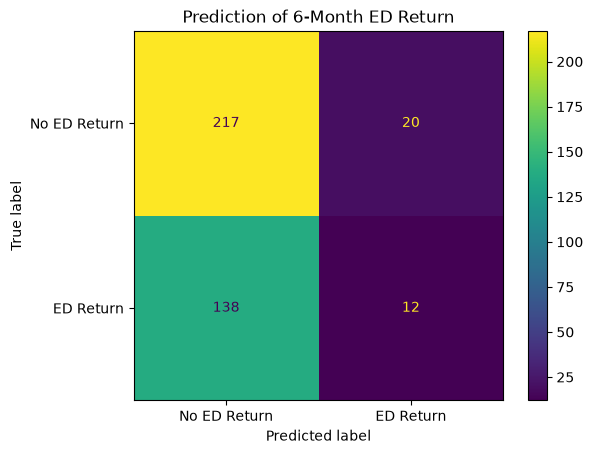 Prediction of 6-Month ED Return
True label
No ED Return
217
20
ED Return
138
12
No ED Return
ED Return
Predicted label
200
175
150
125
100
75
50
25